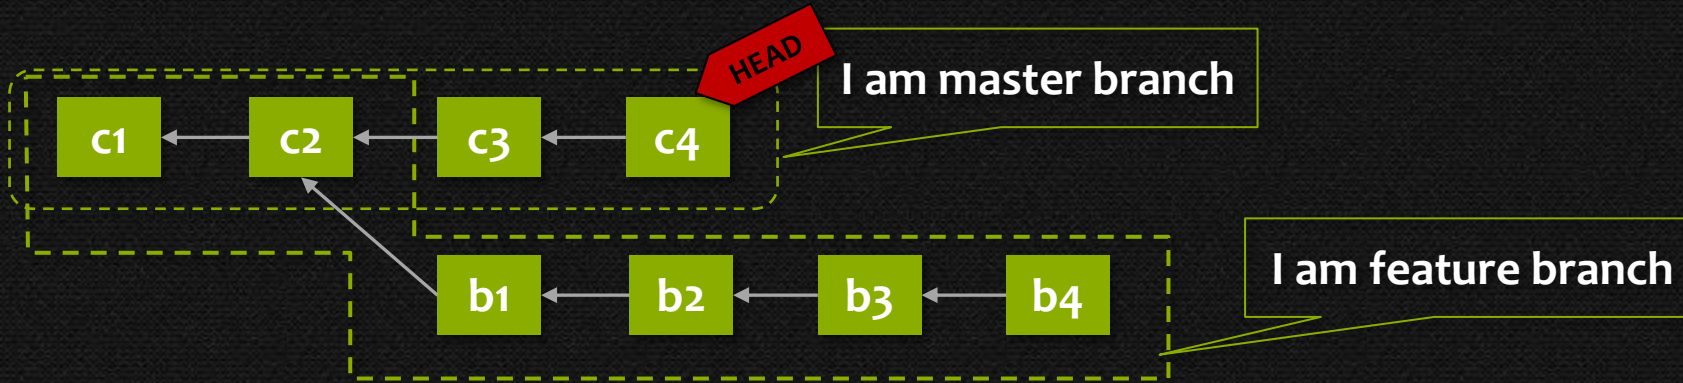 HEAD
I am master branch
c1
c2
c3
c4
I am feature branch
b1
b2
b3
b4